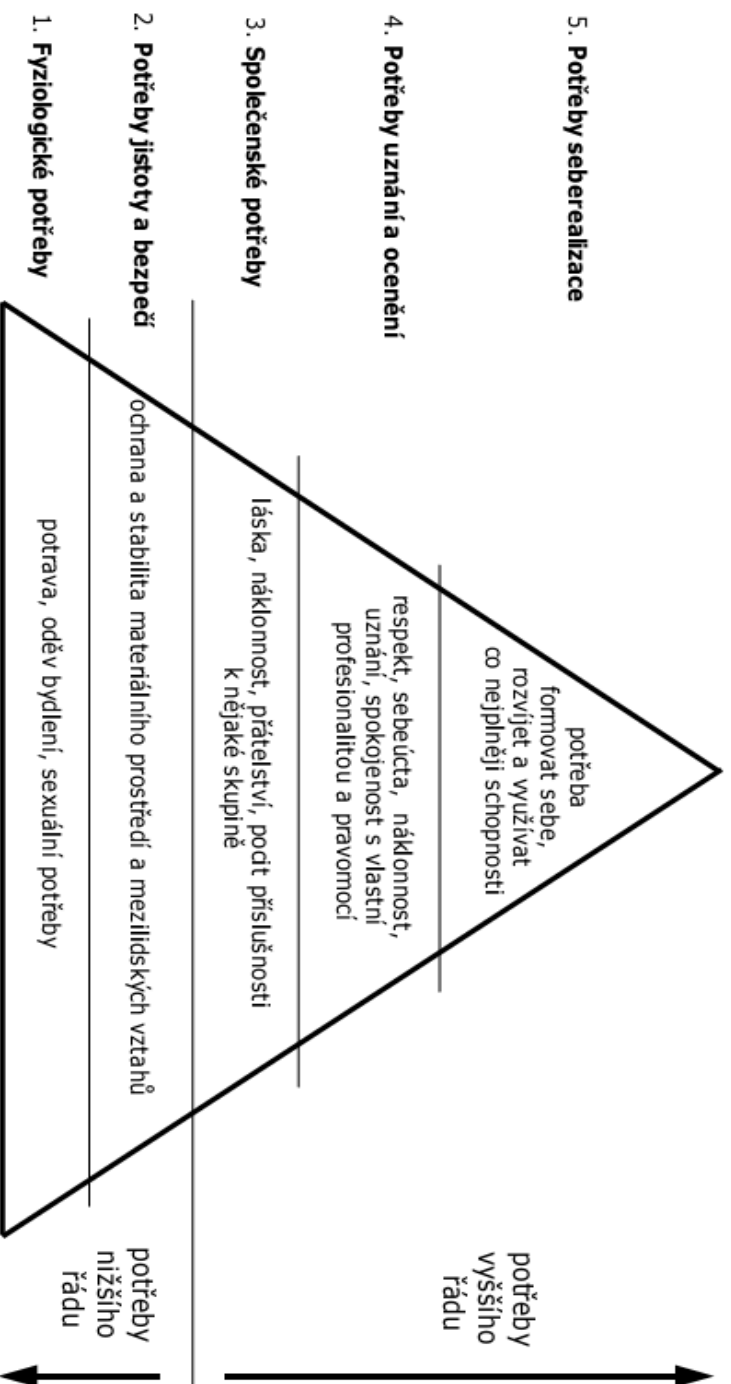 5. Potřeby seberealizace
potřeba
formovat sebe,
rozvíjet a využívat
co nejplněji schopnosti
4. Potřeby uznání a ocenění
respekt, sebeúcta, náklonnost,
uznání, spokojenost s vlastní
profesionalitou a pravomocí
potřeby
vyššího
řádu
3. Společenské potřeby
láska, náklonnost, přátelství, pocit příslušnosti
k nějaké skupině
2. Potřeby jistoty a bezpečí
ochrana a stabilita materiálního prostředí a mezilidských vztahů
potřeby
nižšího
řádu
1. Fyziologické potřeby
potrava, oděv bydlení, sexuální potřeby